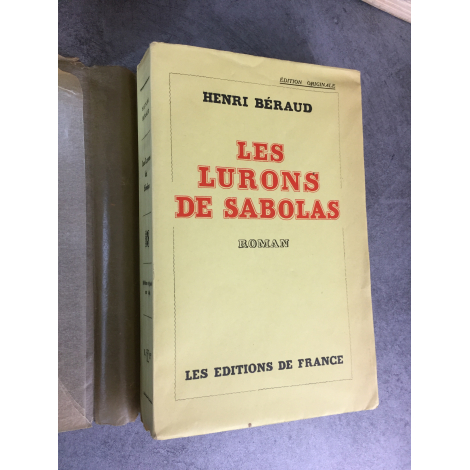 ÉDITION ORIGINALE
HENRI BÉRAUD
LES
LURONS
DE SABOLAS
ROMAN
LES EDITIONS DE FRANCE